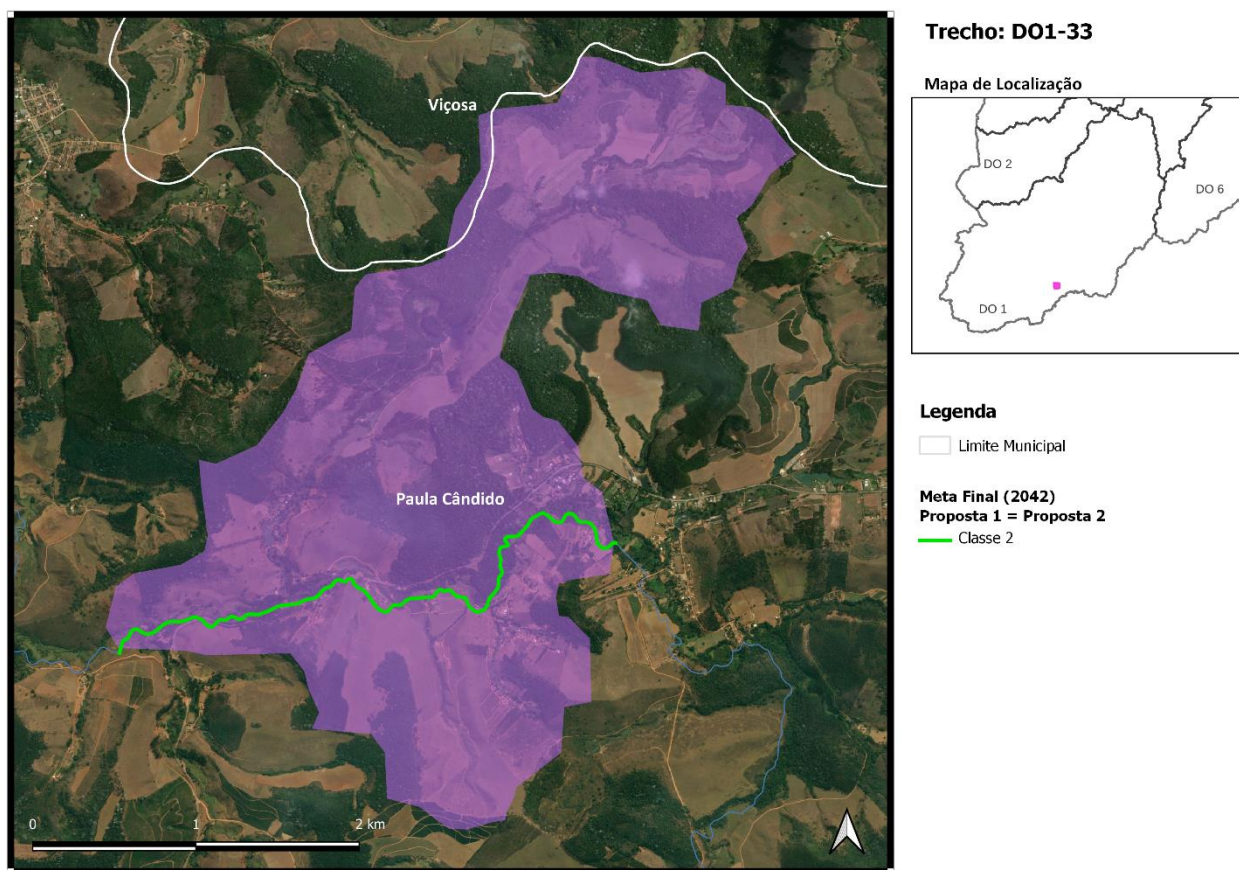 Trecho: DO1-33
Mapa de Localização
DO 2
DO 6
DO 1
Viçosa
Paula Cândido
Legenda
Limite Municipal
Meta Final (2042)
Proposta 1 = Proposta 2
Classe 2
0 1 2 km